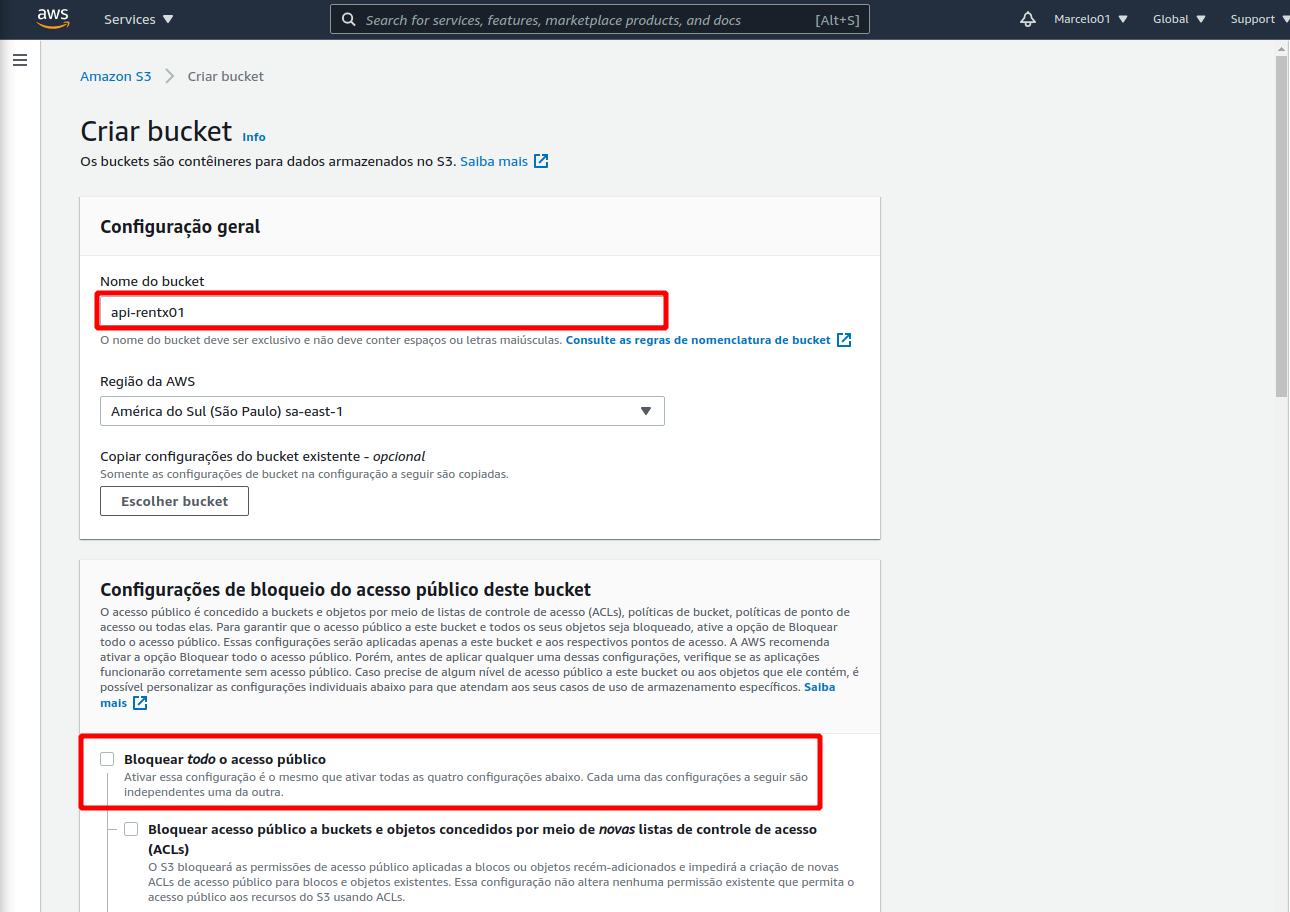 aws
Services
Search for services, features, marketplace products, and docs
[Alt+S]
Marcelo01
Global
Support
Amazon S3
Criar bucket
Criar bucket
Info
Os buckets são contêineres para dados armazenados no S3. Saiba mais
Configuração geral
Nome do bucket
api-rentx01
O nome do bucket deve ser exclusivo e não deve conter espaços ou letras maiúsculas. Consulte as regras de nomenclatura de bucket
Região da AWS
América do Sul (São Paulo) sa-east-1
Copiar configurações do bucket existente - opcional
Somente as configurações de bucket na configuração a seguir são copiadas.
Escolher bucket
Configurações de bloqueio do acesso público deste bucket
O acesso público é concedido a buckets e objetos por meio de listas de controle de acesso (ACLs), políticas de bucket, políticas de ponto de
acesso ou todas elas. Para garantir que o acesso público a este bucket e todos os seus objetos seja bloqueado, ative a opção de Bloquear
todo o acesso público. Essas configurações serão aplicadas apenas a este bucket e aos respectivos pontos de acesso. A AWS recomenda
ativar a opção Bloquear todo o acesso público. Porém, antes de aplicar qualquer uma dessas configurações, verifique se as aplicações
funcionarão corretamente sem acesso público. Caso precise de algum nível de acesso público a este bucket ou aos objetos que ele contém, é
possível personalizar as configurações individuais abaixo para que atendam aos seus casos de uso de armazenamento específicos. Saiba
mais
Bloquear todo o acesso público
Ativar essa configuração é o mesmo que ativar todas as quatro configurações abaixo. Cada uma das configurações a seguir são
independentes uma da outra.
Bloquear acesso público a buckets e objetos concedidos por meio de novas listas de controle de acesso
(ACLs)
O S3 bloqueará as permissões de acesso público aplicadas a blocos ou objetos recém-adicionados e impedirá a criação de novas
ACLs de acesso público para blocos e objetos existentes. Essa configuração não altera nenhuma permissão existente que permita o
acesso público aos recursos do S3 usando ACLs.